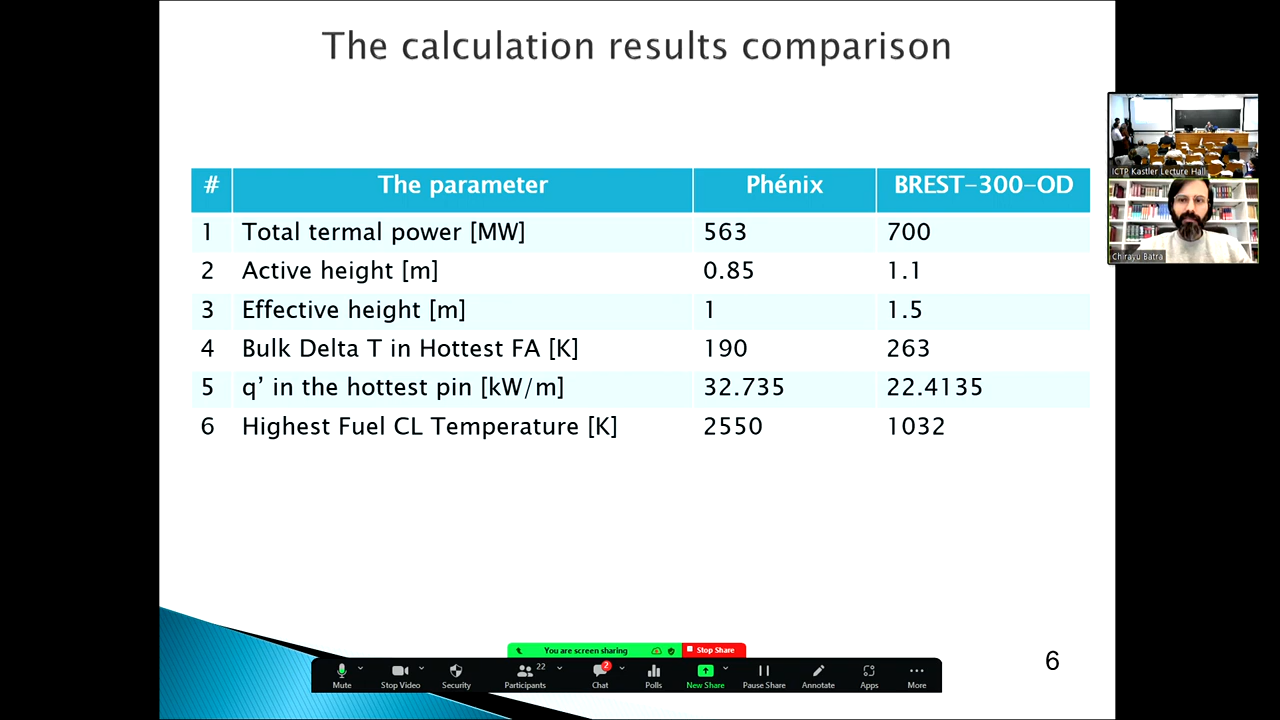 The calculation results comparison
# The parameter Phénix BREST-300-OD
1 Total termal power [MW] 563 700
2 Active height [m] 0.85 1.1
3 Effective height [m] 1 1.5
4 Bulk Delta T in Hottest FA [K] 190 263
5 q’ in the hottest pin [kW/m] 32.735 22.4135
6 Highest Fuel CL Temperature [K] 2550 1032
ICTP Kastler Lecture Hall
Chirayu Batra
You are screen sharing Stop Share
Mute Stop Video Security Participants 22 Chat 2 Polls New Share Pause Share Annotate Apps More
6